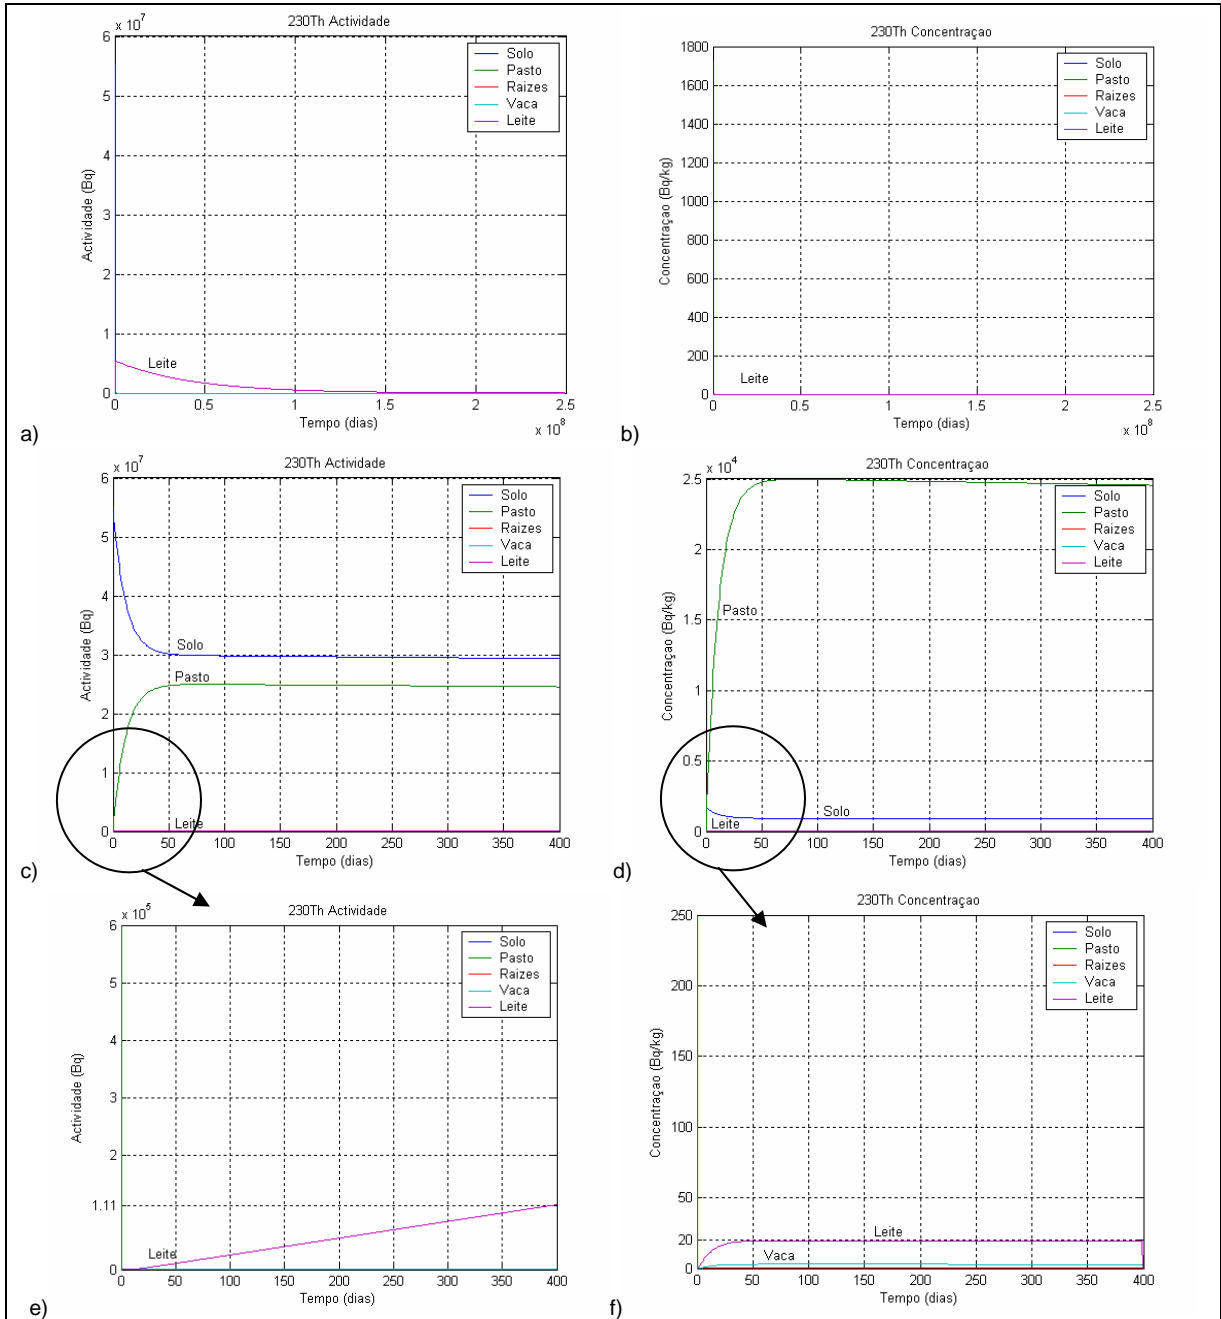 230Th Actividade
x 10^7
6
5
4
3
2
1
0
Actividade (Bq)
Solo
Pasto
Raizes
Vaca
Leite
Leite
0 0.5 1 1.5 2 2.5
Tempo (dias)
x 10^8
a)
230Th Concentraçao
1800
1600
1400
1200
1000
800
600
400
200
0
Concentraçao (Bq/kg)
Solo
Pasto
Raizes
Vaca
Leite
Leite
0 0.5 1 1.5 2 2.5
Tempo (dias)
x 10^8
b)
230Th Actividade
x 10^7
6
5
4
3
2
1
0
Actividade (Bq)
Solo
Pasto
Raizes
Vaca
Leite
Solo
Pasto
Leite
0 50 100 150 200 250 300 350 400
Tempo (dias)
c)
230Th Concentraçao
x 10^4
2.5
2
1.5
1
0.5
0
Concentraçao (Bq/kg)
Solo
Pasto
Raizes
Vaca
Leite
Pasto
Solo
Leite
0 50 100 150 200 250 300 350 400
Tempo (dias)
d)
230Th Actividade
x 10^5
6
5
4
3
2
1.11
0
Actividade (Bq)
Solo
Pasto
Raizes
Vaca
Leite
Leite
0 50 100 150 200 250 300 350 400
Tempo (dias)
e)
230Th Concentraçao
250
200
150
100
50
20
0
Concentraçao (Bq/kg)
Solo
Pasto
Raizes
Vaca
Leite
Leite
Vaca
0 50 100 150 200 250 300 350 400
Tempo (dias)
f)